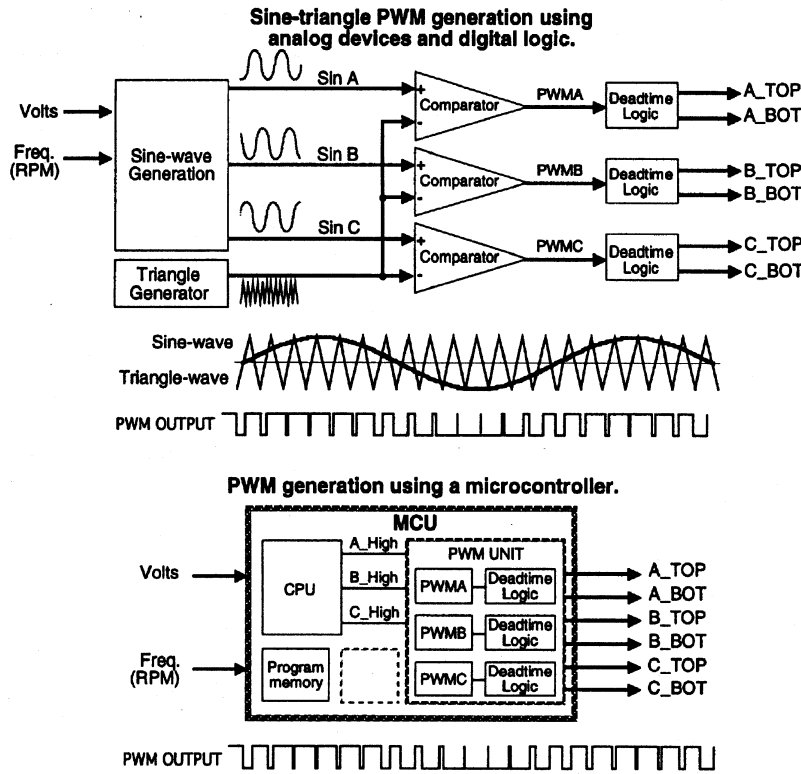 Sine-triangle PWM generation using
analog devices and digital logic.
Volts
Freq.
(RPM)
Sine-wave
Generation
Triangle
Generator
Sin A
Sin B
Sin C
+
Comparator
-
+
Comparator
-
+
Comparator
-
PWMA
PWMB
PWMC
Deadtime
Logic
Deadtime
Logic
Deadtime
Logic
A_TOP
A_BOT
B_TOP
B_BOT
C_TOP
C_BOT
Sine-wave
Triangle-wave
PWM OUTPUT
PWM generation using a microcontroller.
MCU
Volts
Freq.
(RPM)
CPU
Program
memory
A_High
B_High
C_High
PWM UNIT
PWMA
Deadtime
Logic
PWMB
Deadtime
Logic
PWMC
Deadtime
Logic
A_TOP
A_BOT
B_TOP
B_BOT
C_TOP
C_BOT
PWM OUTPUT